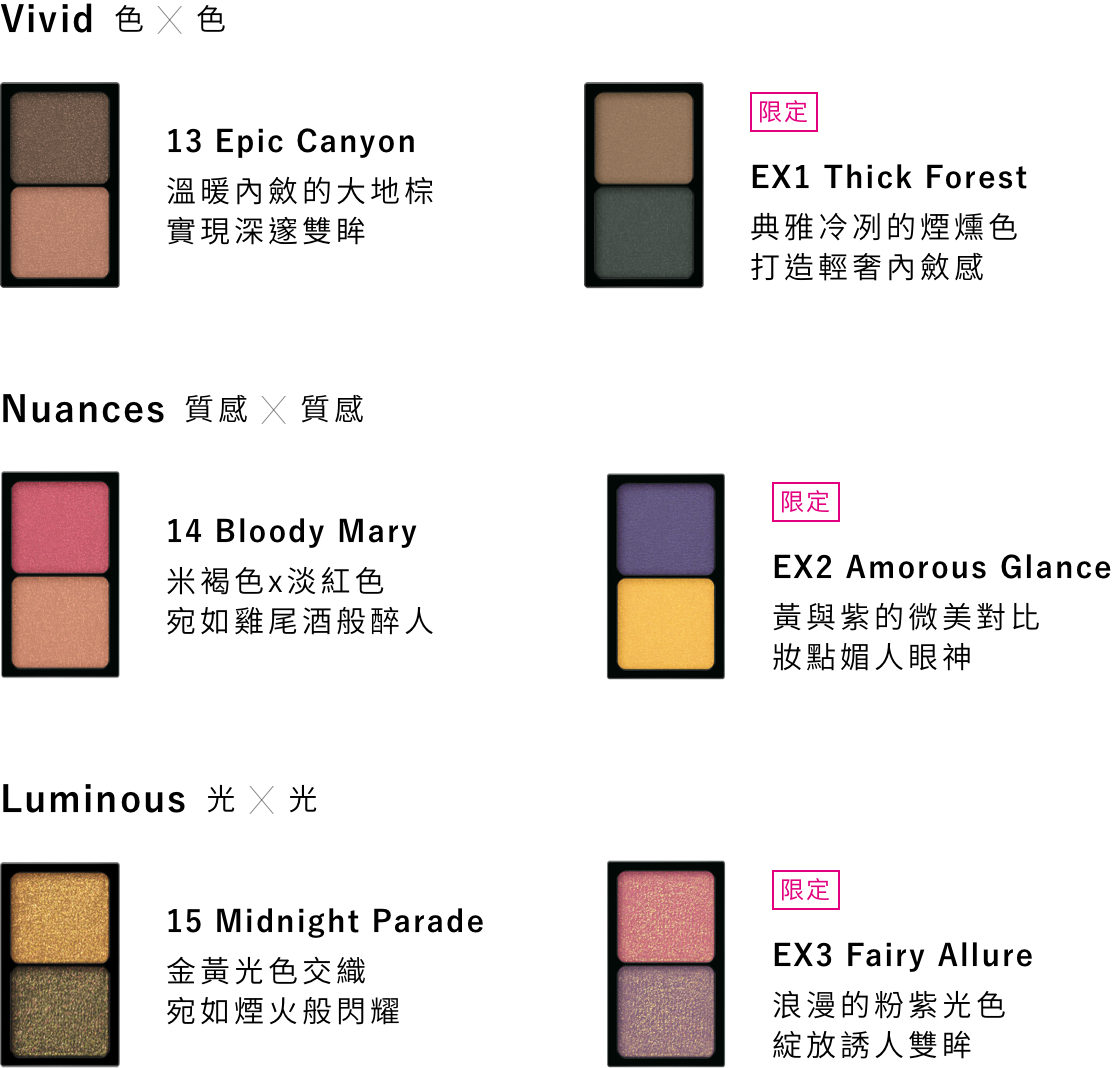 Vivid 色 X 色
13 Epic Canyon
溫暖內斂的大地棕
實現深邃雙眸
限定
EX1 Thick Forest
典雅冷冽的煙燻色
打造輕奢內斂感
Nuances 質感 X 質感
14 Bloody Mary
米褐色x淡紅色
宛如雞尾酒般醉人
限定
EX2 Amorous Glance
黃與紫的微美對比
妝點媚人眼神
Luminous 光 X 光
15 Midnight Parade
金黃光色交織
宛如煙火般閃耀
限定
EX3 Fairy Allure
浪漫的粉紫光色
綻放誘人雙眸